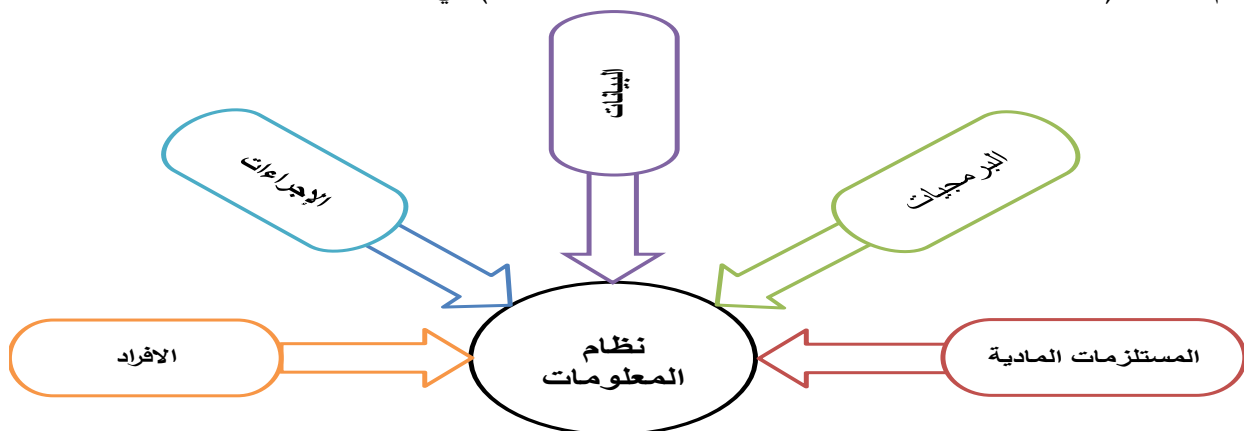 البيانات
الإجراءات
البرمجيات
الافراد
نظام
المعلومات
المستلزمات المادية